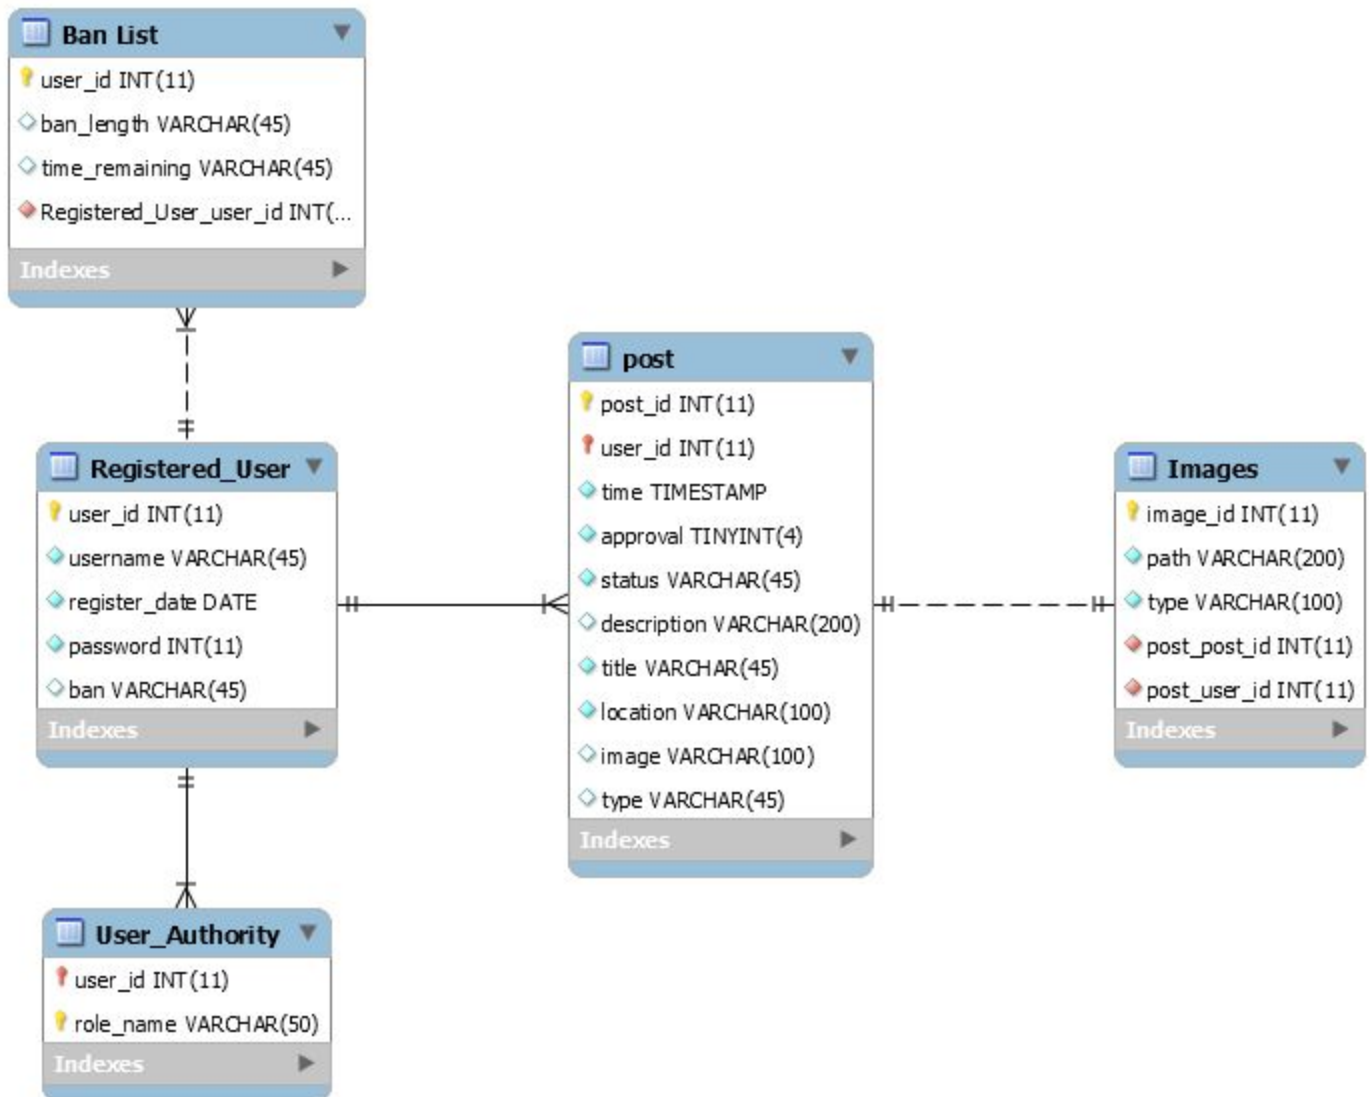 Ban List
user_id INT(11)
ban_length VARCHAR(45)
time_remaining VARCHAR(45)
Registered_User_user_id INT(...
Indexes
Registered_User
user_id INT(11)
username VARCHAR(45)
register_date DATE
password INT(11)
ban VARCHAR(45)
Indexes
User_Authority
user_id INT(11)
role_name VARCHAR(50)
Indexes
post
post_id INT(11)
user_id INT(11)
time TIMESTAMP
approval TINYINT(4)
status VARCHAR(45)
description VARCHAR(200)
title VARCHAR(45)
location VARCHAR(100)
image VARCHAR(100)
type VARCHAR(45)
Indexes
Images
image_id INT(11)
path VARCHAR(200)
type VARCHAR(100)
post_post_id INT(11)
post_user_id INT(11)
Indexes